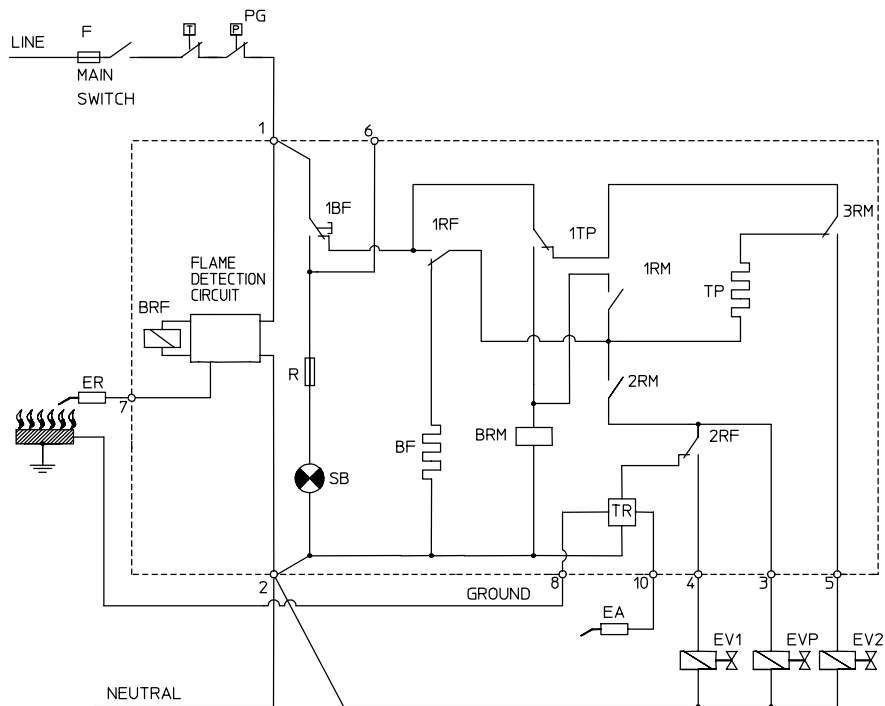 LINE
F
T
P
PG
MAIN
SWITCH
1
6
1BF
1RF
1TP
3RM
FLAME
DETECTION
CIRCUIT
1RM
TP
BRF
ER
7
R
2RM
BF
BRM
2RF
SB
TR
2
GROUND
8
10
4
3
5
EA
EV1
EVP
EV2
NEUTRAL